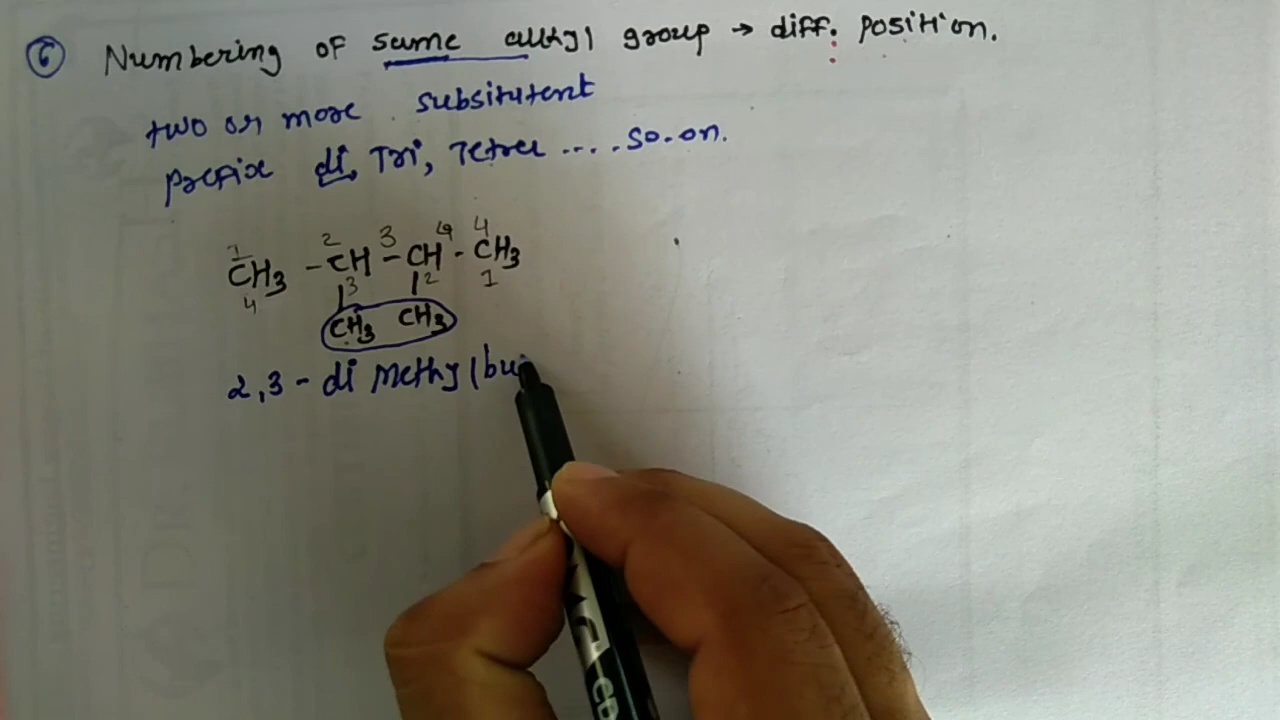 6 Numbering of same alkyl group → diff. position.
two or more substitutent
prefix di, Tri, Tetra .... so.on.
1 2 3 4 4
CH3 - CH - CH - CH3
4 3 2 1
CH3 CH3
2,3 - di methyl bu